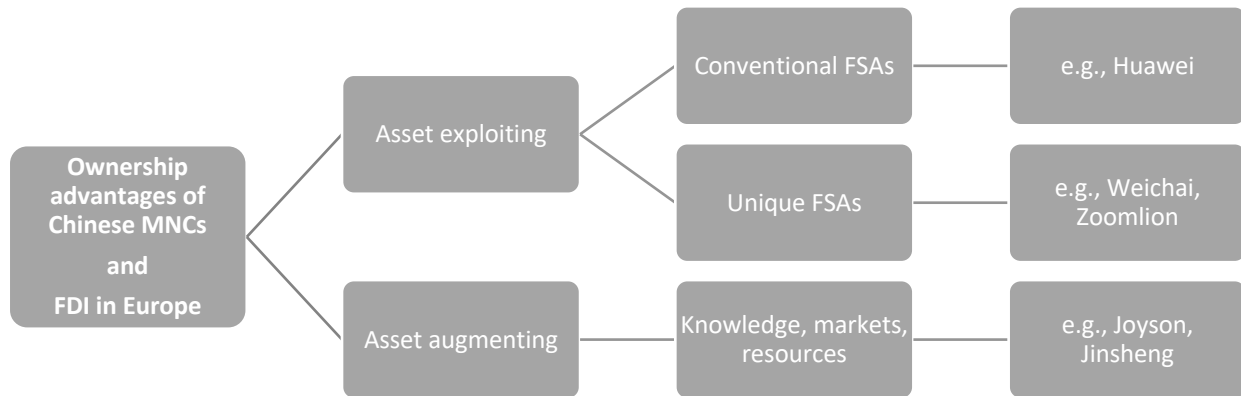 Ownership
advantages of
Chinese MNCs
and
FDI in Europe
Asset exploiting
Conventional FSAs
e.g., Huawei
Unique FSAs
e.g., Weichai,
Zoomlion
Asset augmenting
Knowledge, markets,
resources
e.g., Joyson,
Jinsheng